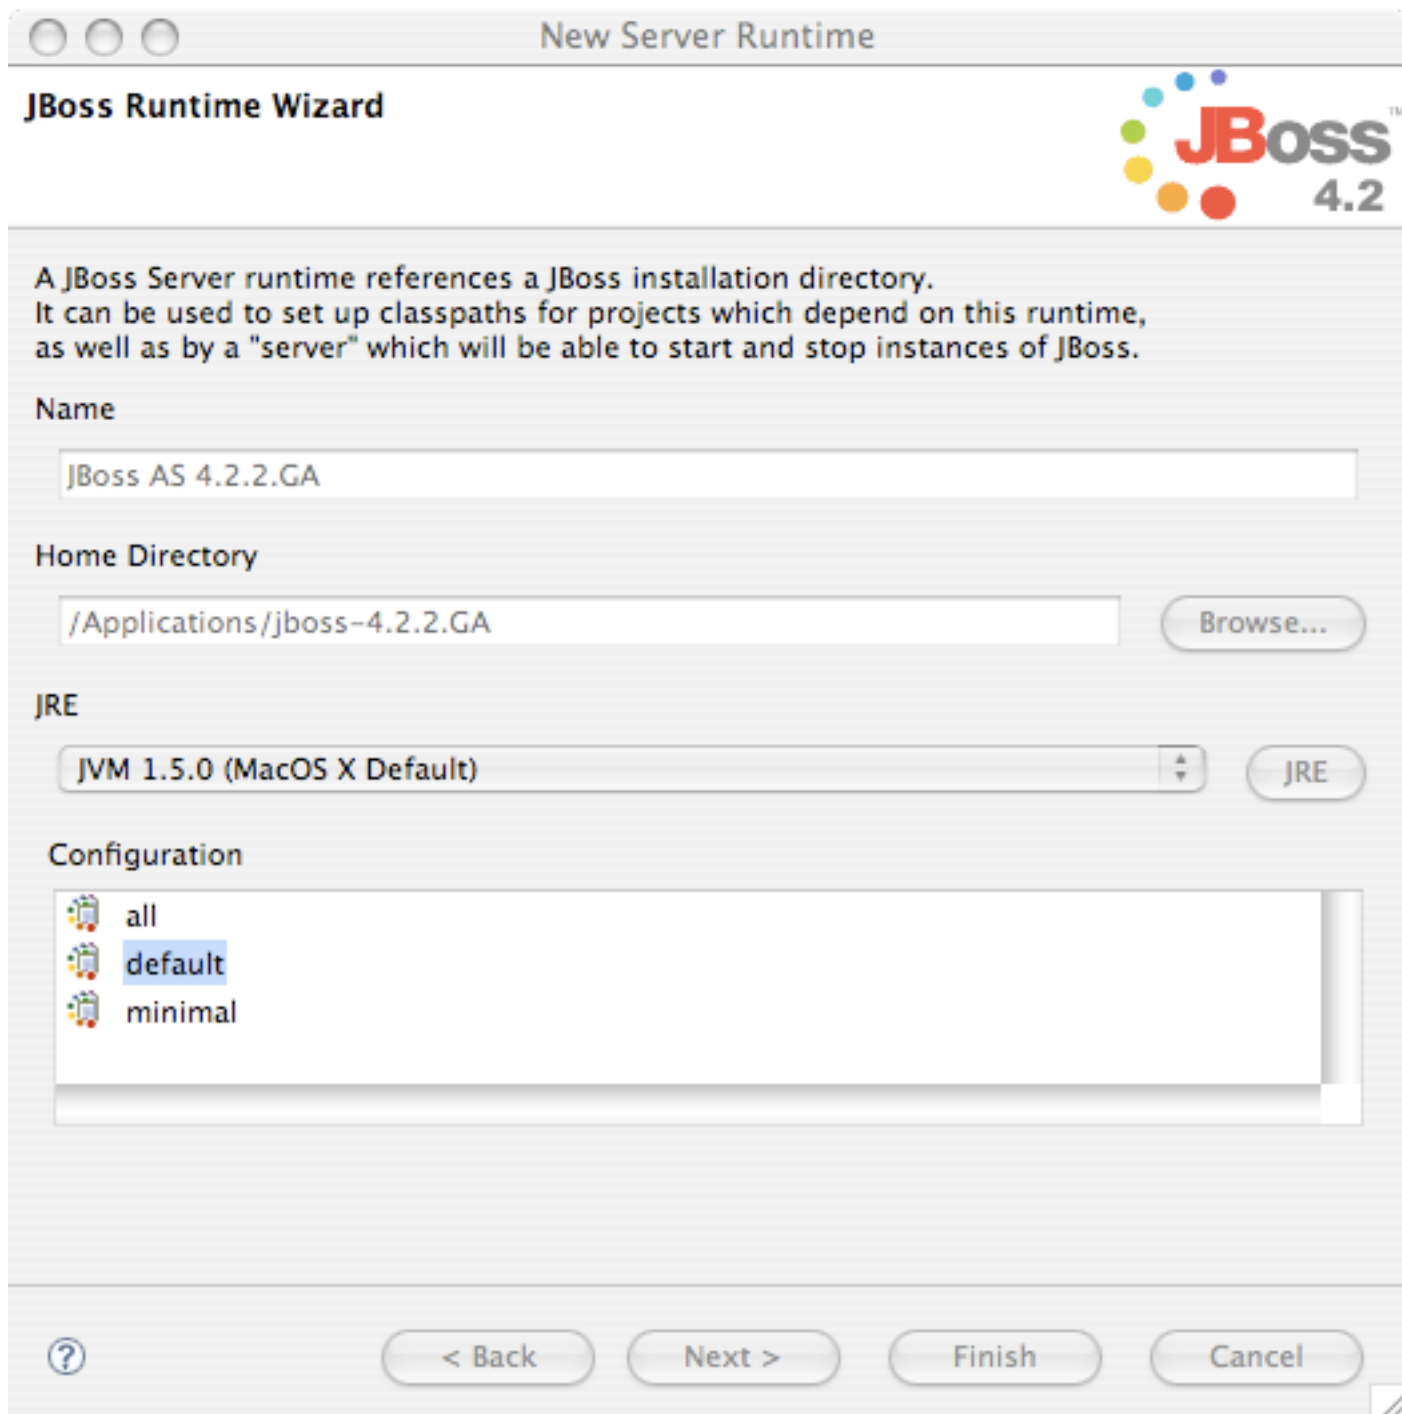 New Server Runtime
JBoss Runtime Wizard
JBoss™
4.2
A JBoss Server runtime references a JBoss installation directory.
It can be used to set up classpaths for projects which depend on this runtime,
as well as by a "server" which will be able to start and stop instances of JBoss.
Name
JBoss AS 4.2.2.GA
Home Directory
/Applications/jboss-4.2.2.GA
Browse...
JRE
JVM 1.5.0 (MacOS X Default)
JRE
Configuration
all
default
minimal
?
< Back
Next >
Finish
Cancel